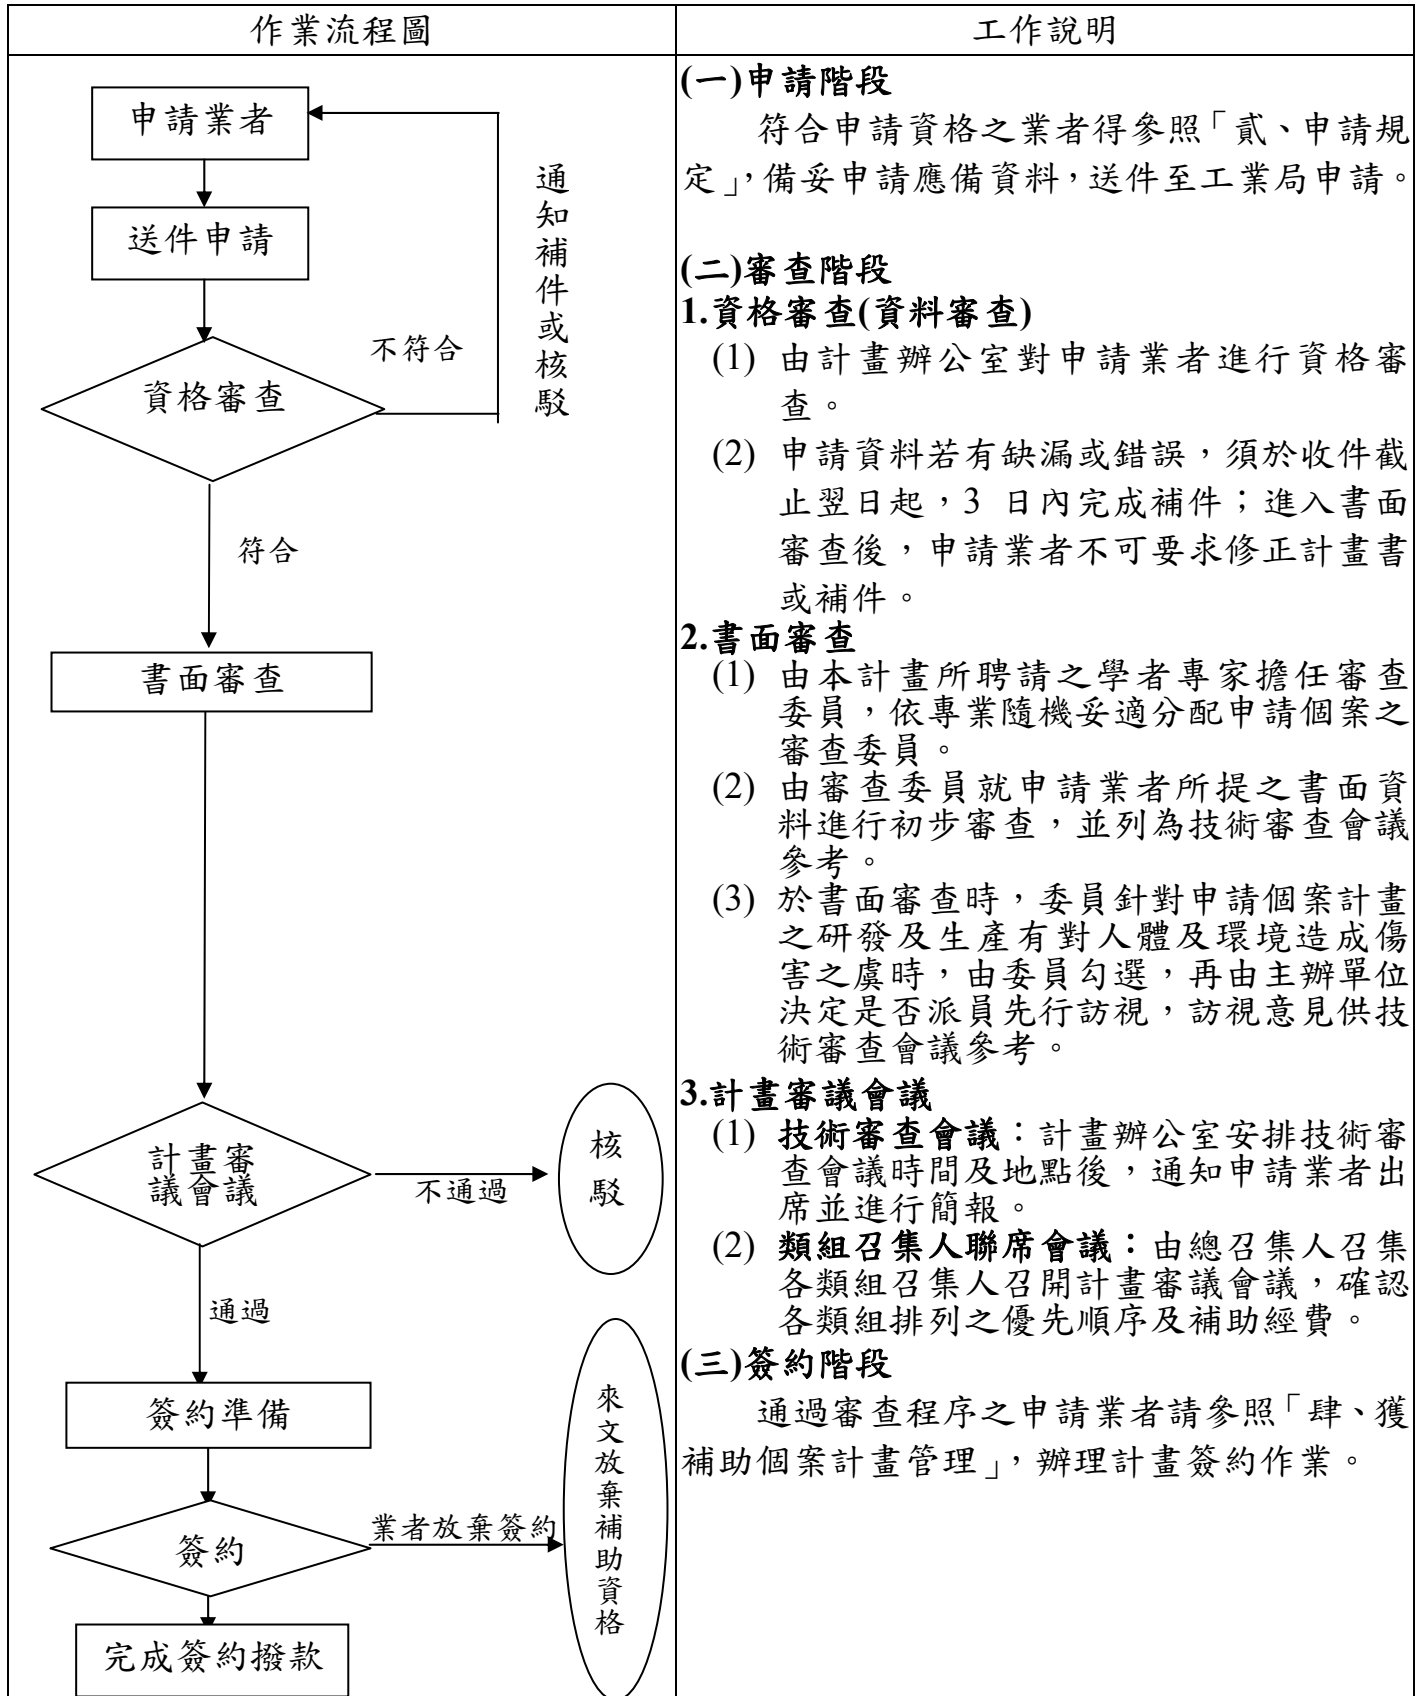 作業流程圖
申請業者
送件申請
通知補件或核駁
不符合
資格審查
符合
書面審查
計畫審
議會議
不通過
核駁
通過
簽約準備
簽約
業者放棄簽約
來文放棄補助資格
完成簽約撥款
工作說明
(一)申請階段
符合申請資格之業者得參照「貳、申請規
定」,備妥申請應備資料,送件至工業局申請。
(二)審查階段
1.資格審查(資料審查)
(1) 由計畫辦公室對申請業者進行資格審
查。
(2) 申請資料若有缺漏或錯誤,須於收件截
止翌日起,3 日內完成補件;進入書面
審查後,申請業者不可要求修正計畫書
或補件。
2.書面審查
(1) 由本計畫所聘請之學者專家擔任審查
委員,依專業隨機妥適分配申請個案之
審查委員。
(2) 由審查委員就申請業者所提之書面資
料進行初步審查,並列為技術審查會議
參考。
(3) 於書面審查時,委員針對申請個案計畫
之研發及生產有對人體及環境造成傷
害之虞時,由委員勾選,再由主辦單位
決定是否派員先行訪視,訪視意見供技
術審查會議參考。
3.計畫審議會議
(1) 技術審查會議:計畫辦公室安排技術審
查會議時間及地點後,通知申請業者出
席並進行簡報。
(2) 類組召集人聯席會議:由總召集人召集
各類組召集人召開計畫審議會議,確認
各類組排列之優先順序及補助經費。
(三)簽約階段
通過審查程序之申請業者請參照「肆、獲
補助個案計畫管理」,辦理計畫簽約作業。